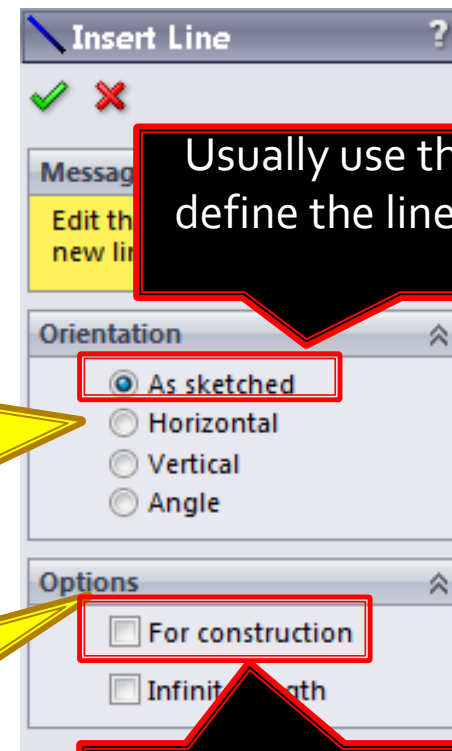 Insert Line ?
Usually use th
define the line
Messag
Edit th
new li
Orientation
As sketched
Horizontal
Vertical
Angle
Options
For construction
Infinit gth